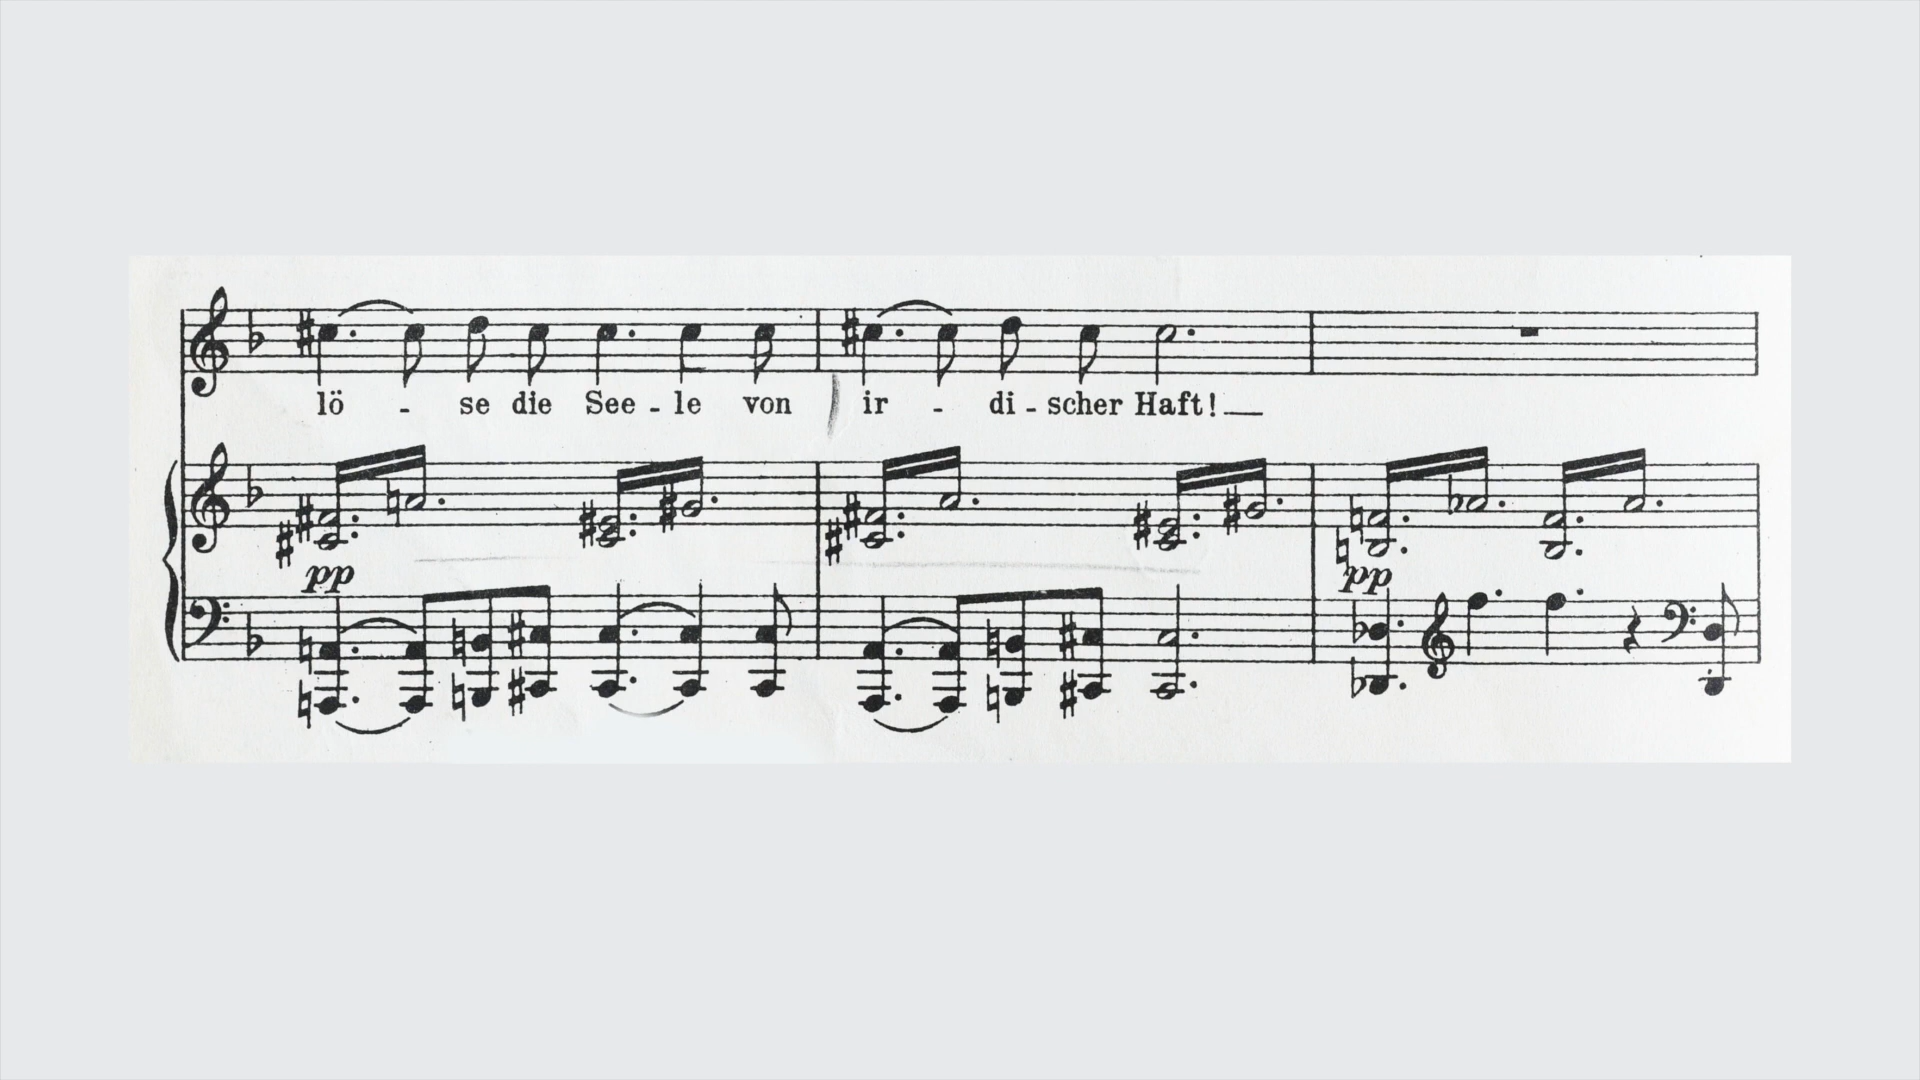 lö - se die See - le von ir - di - scher Haft!
pp
pp